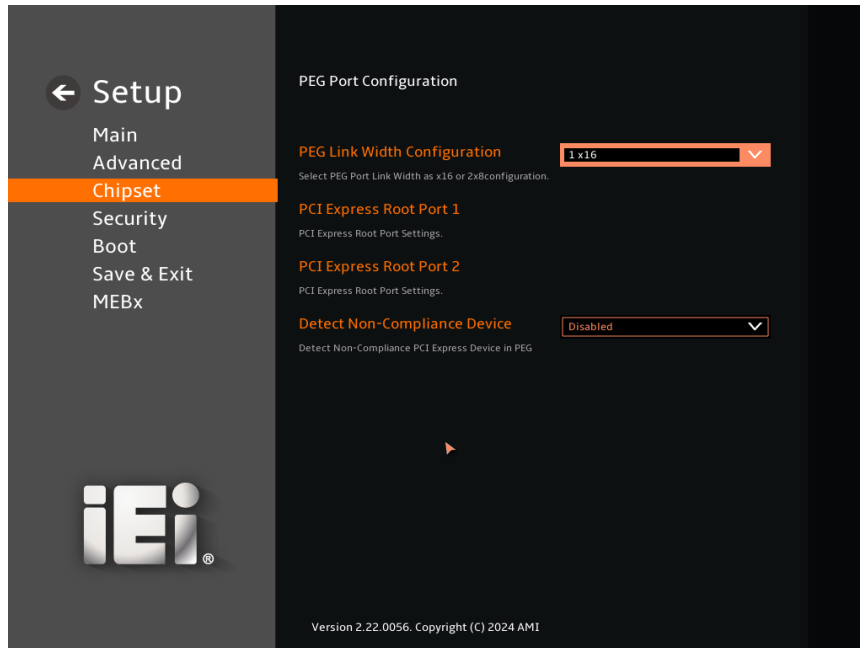 Setup
Main
Advanced
Chipset
Security
Boot
Save & Exit
MEBx
iEi®
PEG Port Configuration
PEG Link Width Configuration
1 x16
Select PEG Port Link Width as x16 or 2x8configuration.
PCI Express Root Port 1
PCI Express Root Port Settings.
PCI Express Root Port 2
PCI Express Root Port Settings.
Detect Non-Compliance Device
Disabled
Detect Non-Compliance PCI Express Device in PEG
Version 2.22.0056. Copyright (C) 2024 AMI